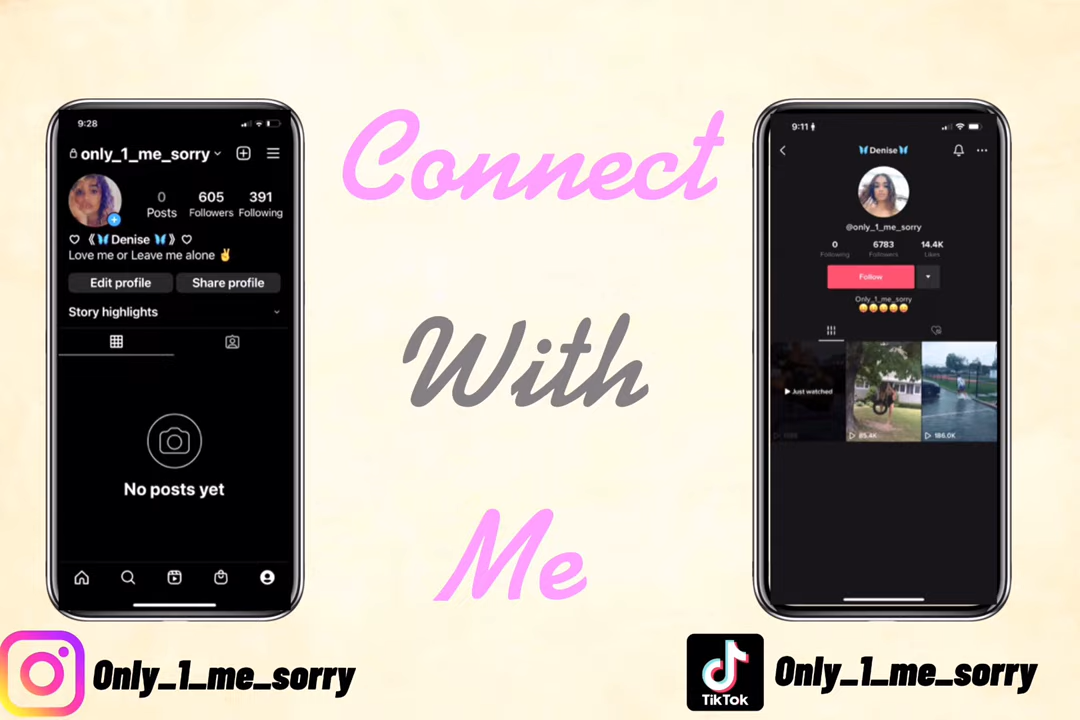 Connect
With
Me
9:28
only_1_me_sorry
0 605 391
Posts Followers Following
♡ 《🦋Denise 🦋》 ♡
Love me or Leave me alone ✌️
Edit profile Share profile
Story highlights
No posts yet
Only_1_me_sorry
9:11
🦋Denise🦋
@only_1_me_sorry
0 6783 14.4K
Following Followers Likes
Follow
Only_1_me_sorry
😄😄😄😄😄
Just watched
85.4K 186.0K
TikTok
Only_1_me_sorry